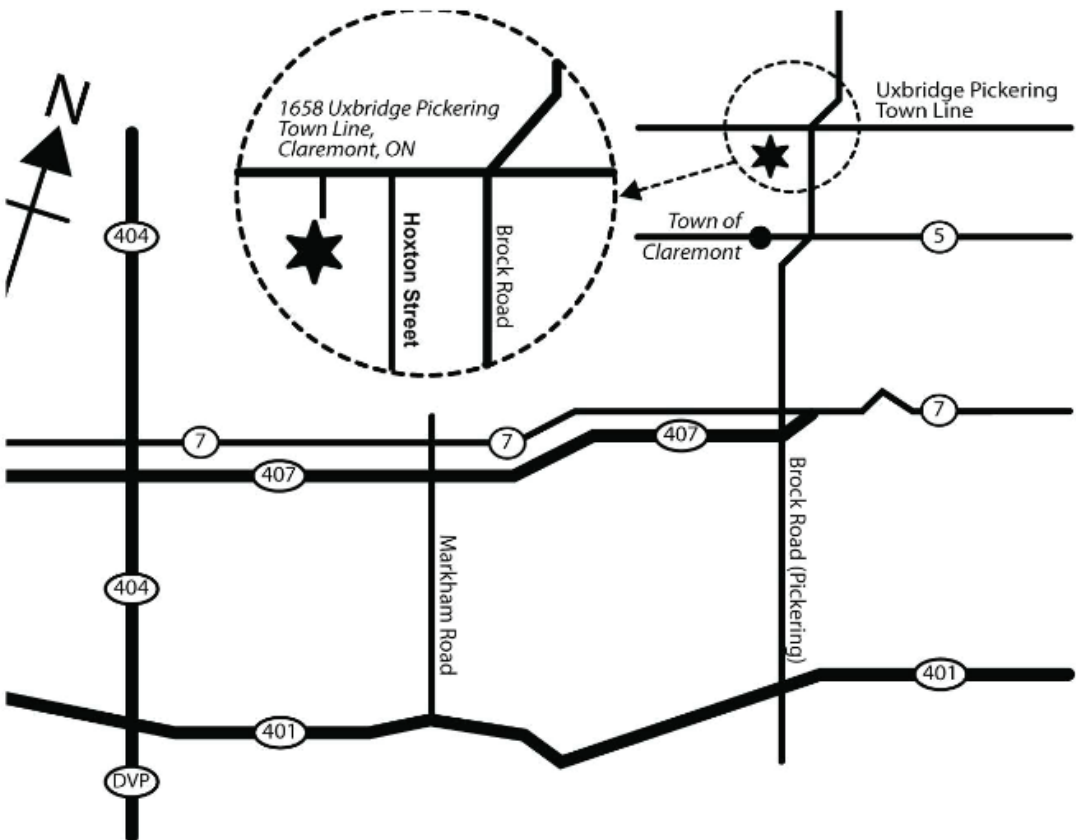 N
1658 Uxbridge Pickering
Town Line,
Claremont, ON
Uxbridge Pickering
Town Line
404
Hoxton Street
Brock Road
Town of
Claremont
5
7
7
7
407
407
Markham Road
Brock Road (Pickering)
404
401
401
DVP